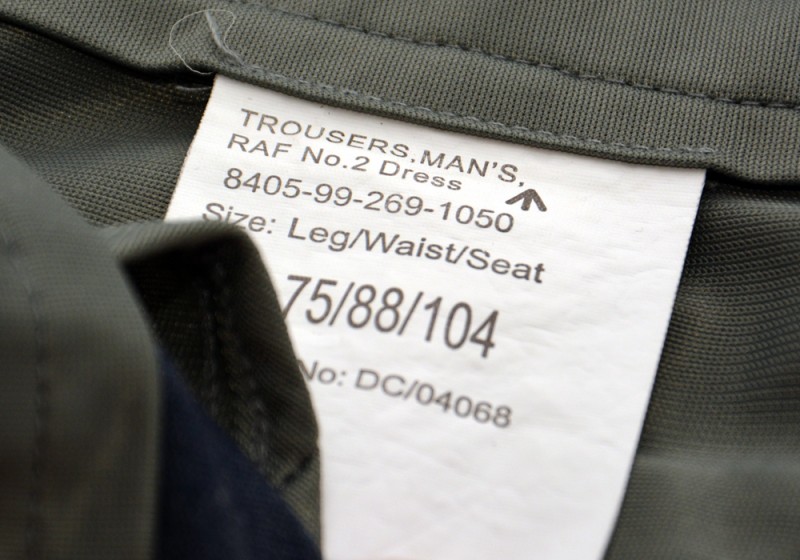 TROUSERS.MAN'S,
RAF No.2 Dress
8405-99-269-1050
Size: Leg/Waist/Seat
75/88/104
No: DC/04068